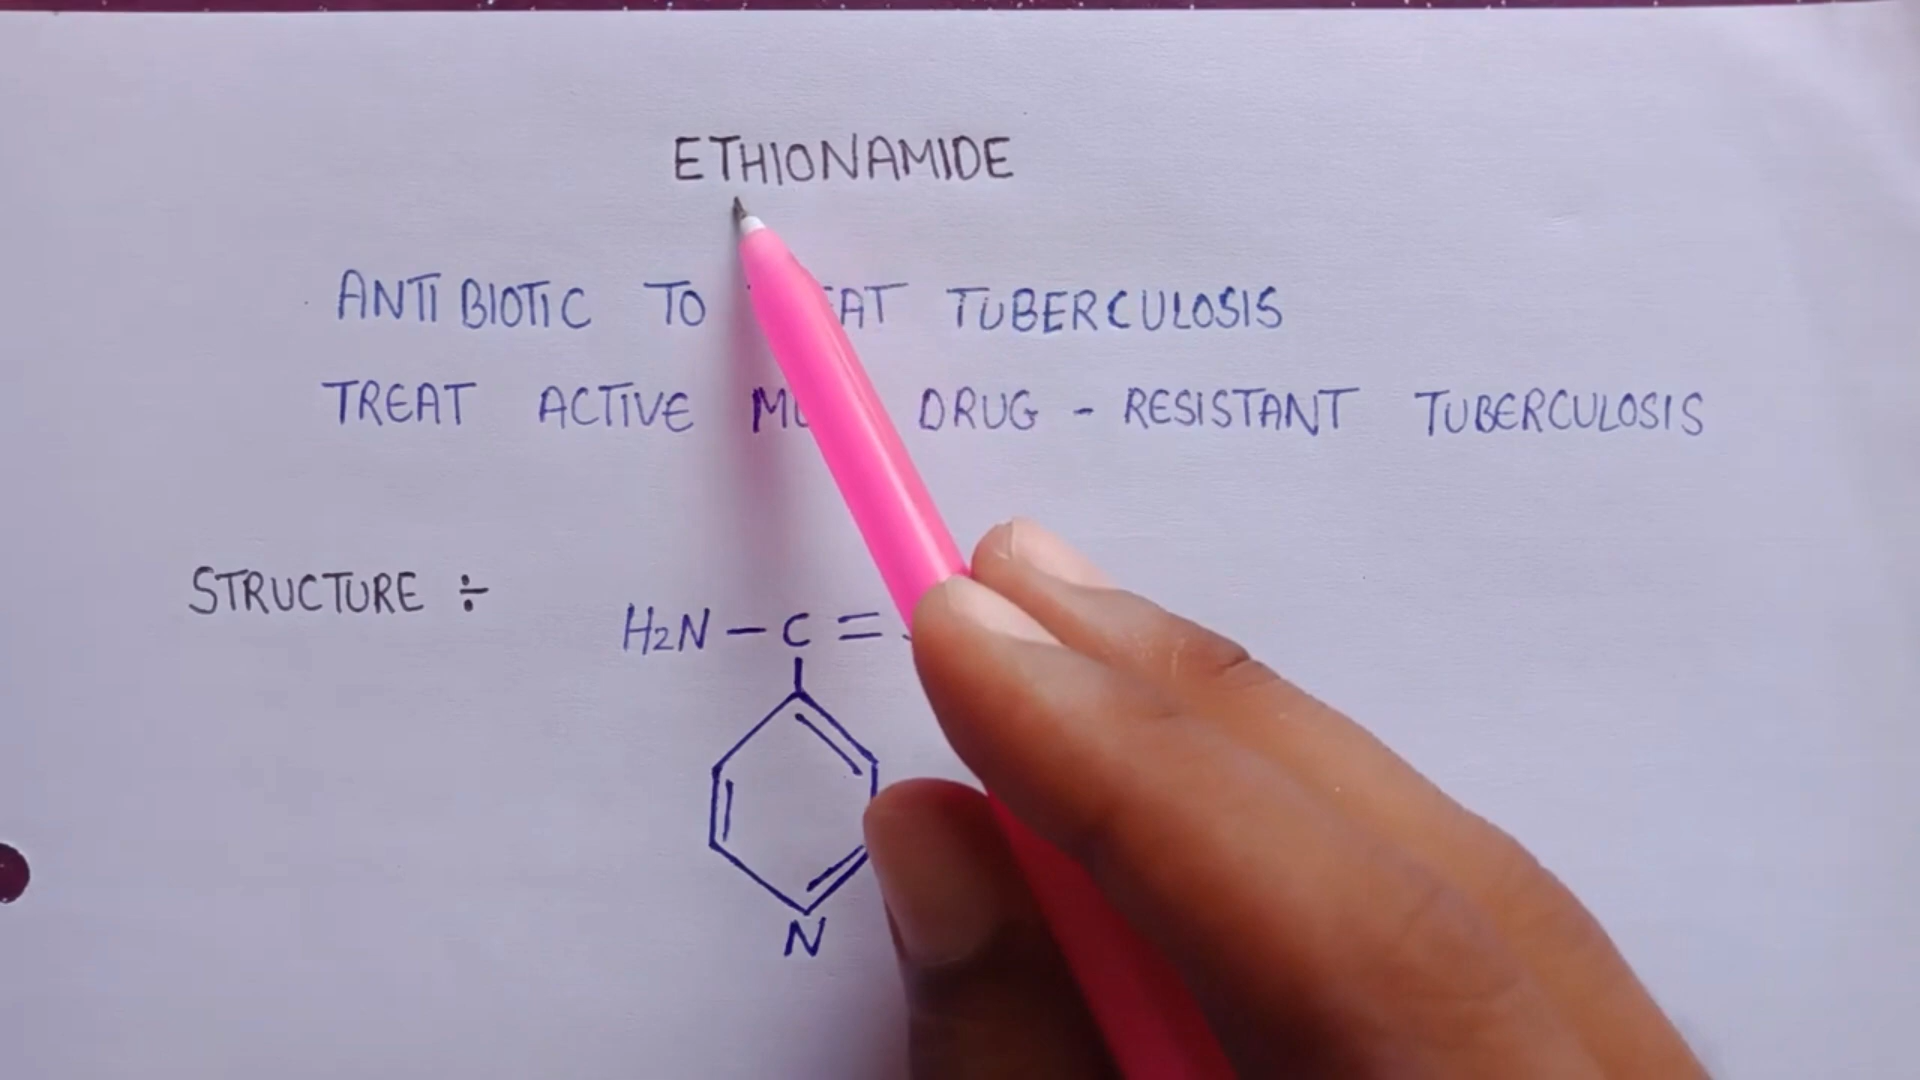 ETHIONAMIDE
ANTIBIOTIC TO TUBERCULOSIS
TREAT ACTIVE DRUG - RESISTANT TUBERCULOSIS
STRUCTURE ÷
H₂N - C =
N